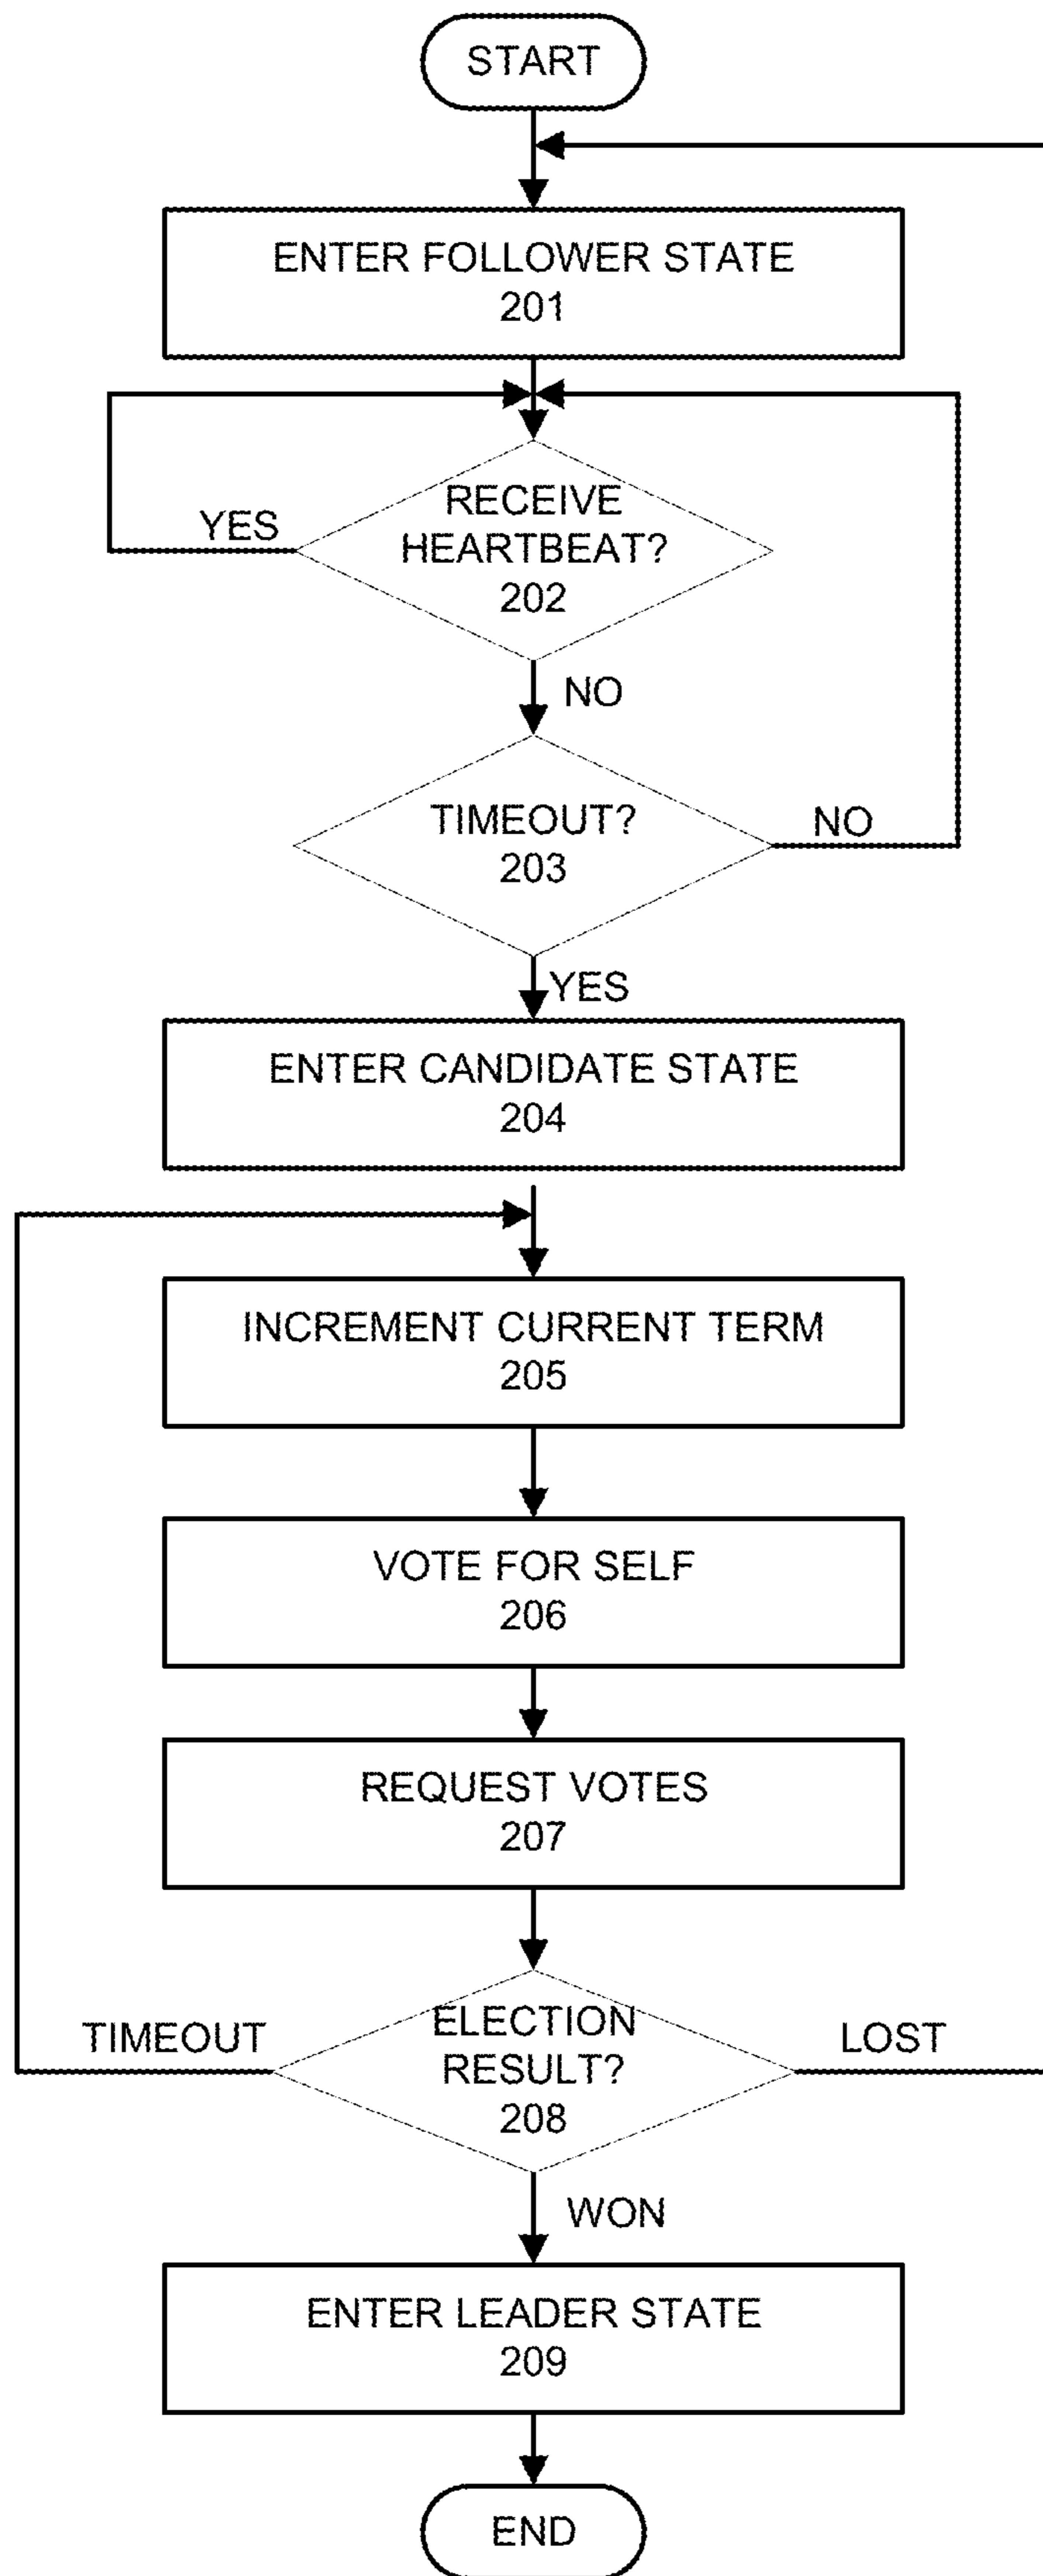 START
ENTER FOLLOWER STATE
201
RECEIVE
HEARTBEAT?
202
YES
NO
TIMEOUT?
203
NO
YES
ENTER CANDIDATE STATE
204
INCREMENT CURRENT TERM
205
VOTE FOR SELF
206
REQUEST VOTES
207
TIMEOUT
ELECTION
RESULT?
208
LOST
WON
ENTER LEADER STATE
209
END